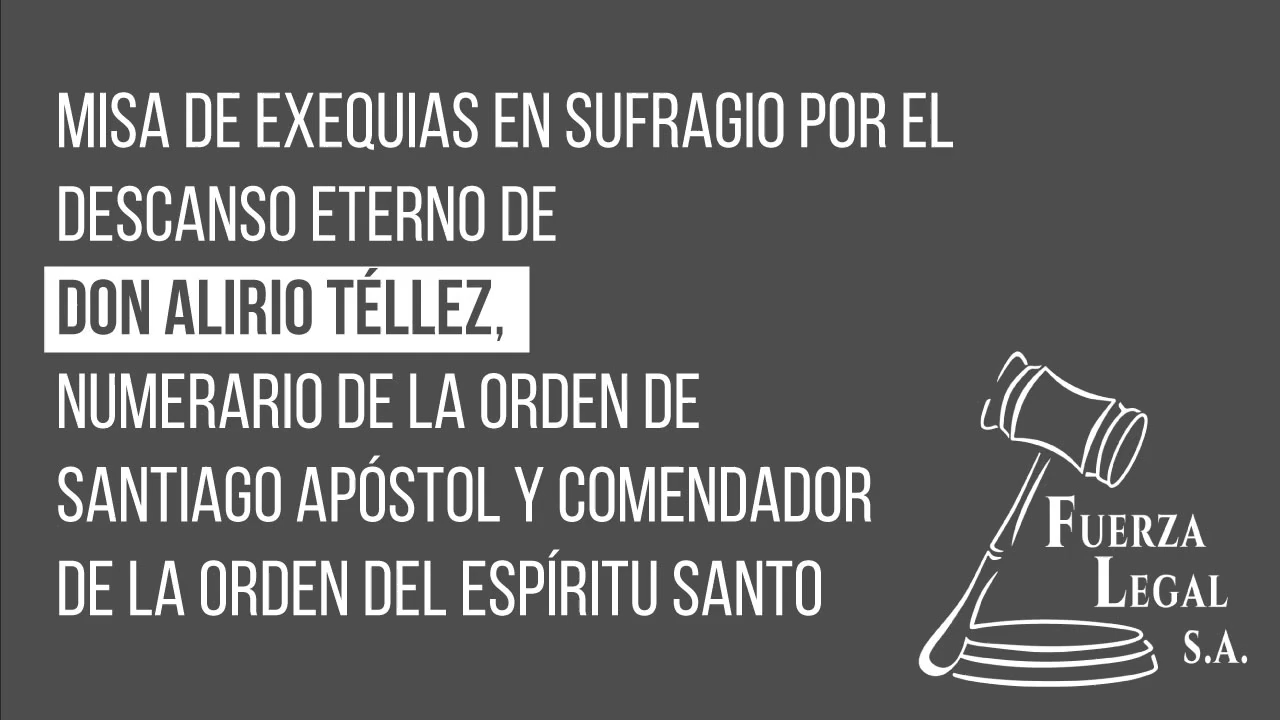 MISA DE EXEQUIAS EN SUFRAGIO POR EL
DESCANSO ETERNO DE
DON ALIRIO TÉLLEZ,
NUMERARIO DE LA ORDEN DE
SANTIAGO APÓSTOL Y COMENDADOR
DE LA ORDEN DEL ESPÍRITU SANTO
FUERZA
LEGAL
S.A.